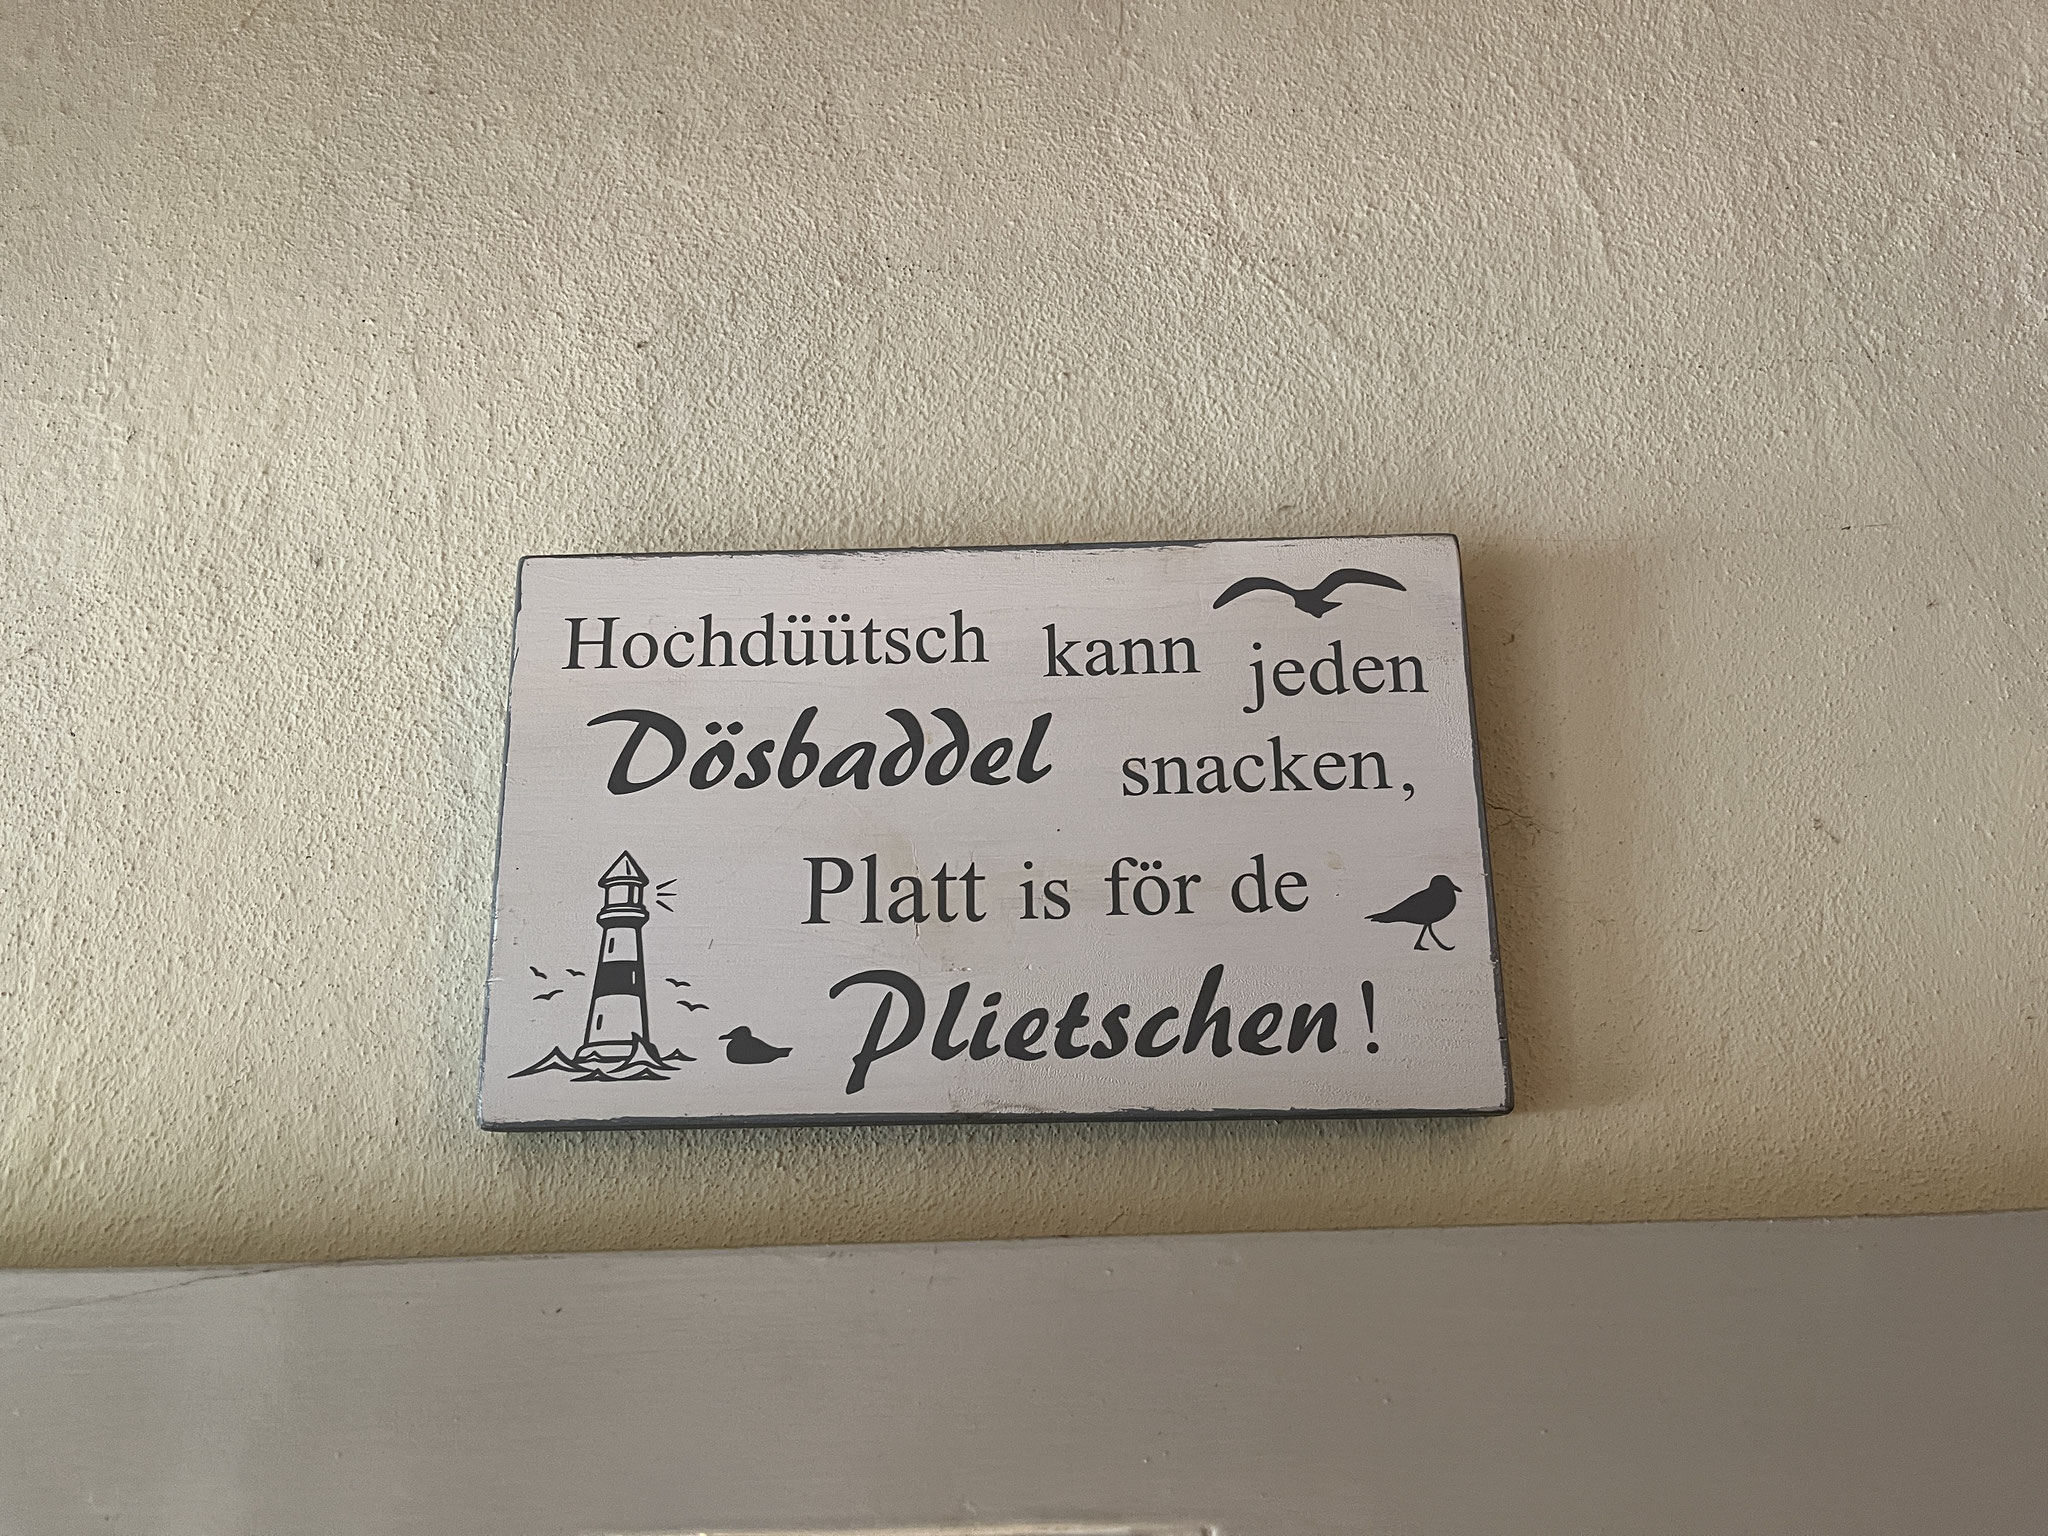 Hochdüütsch kann jeden
Dösbaddel snacken,
Platt is för de
Plietschen!